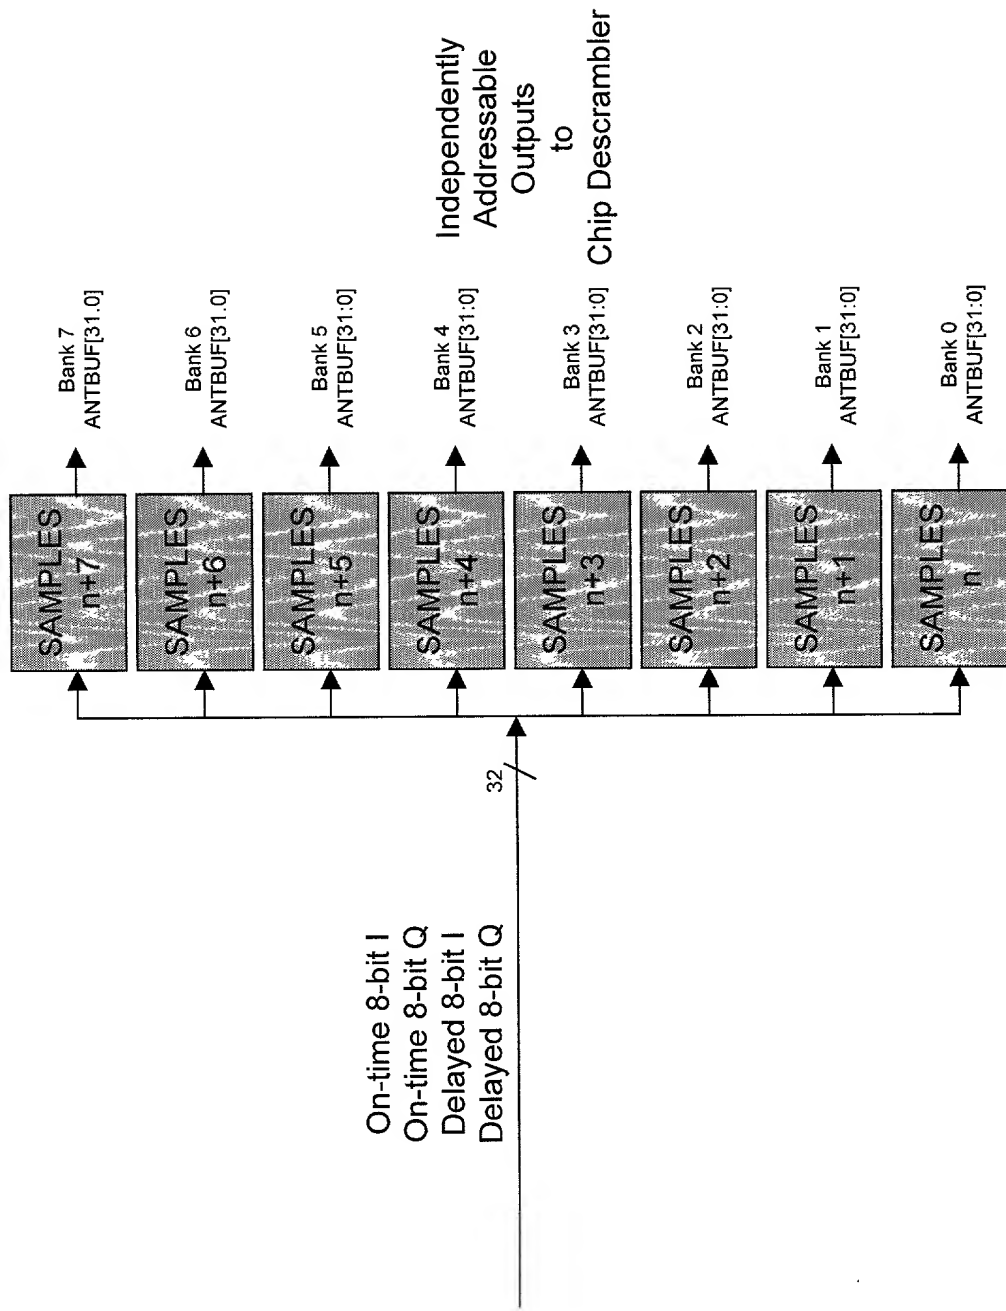 On-time 8-bit I
On-time 8-bit Q
Delayed 8-bit I
Delayed 8-bit Q
32
SAMPLES
n+7
SAMPLES
n+6
SAMPLES
n+5
SAMPLES
n+4
SAMPLES
n+3
SAMPLES
n+2
SAMPLES
n+1
SAMPLES
n
Bank 7
ANTBUF[31.0]
Bank 6
ANTBUF[31.0]
Bank 5
ANTBUF[31:0]
Bank 4
ANTBUF[31:0]
Bank 3
ANTBUF[31:0]
Bank 2
ANTBUF[31:0]
Bank 1
ANTBUF[31:0]
Bank 0
ANTBUF[31:0]
Independently
Addressable
Outputs
to
Chip Descrambler